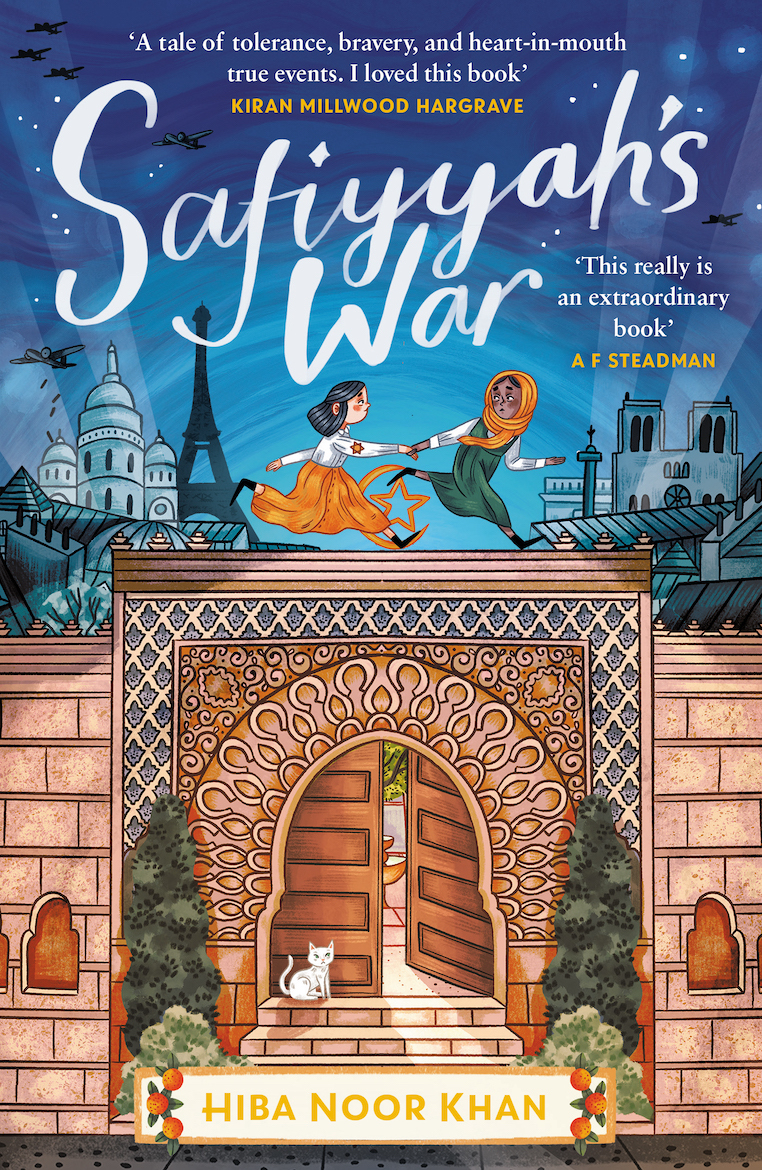 ‘A tale of tolerance, bravery, and heart-in-mouth
true events. I loved this book’
KIRAN MILLWOOD HARGRAVE
Safiyyah’s
War
‘This really is
an extraordinary
book’
A F STEADMAN
HIBA NOOR KHAN